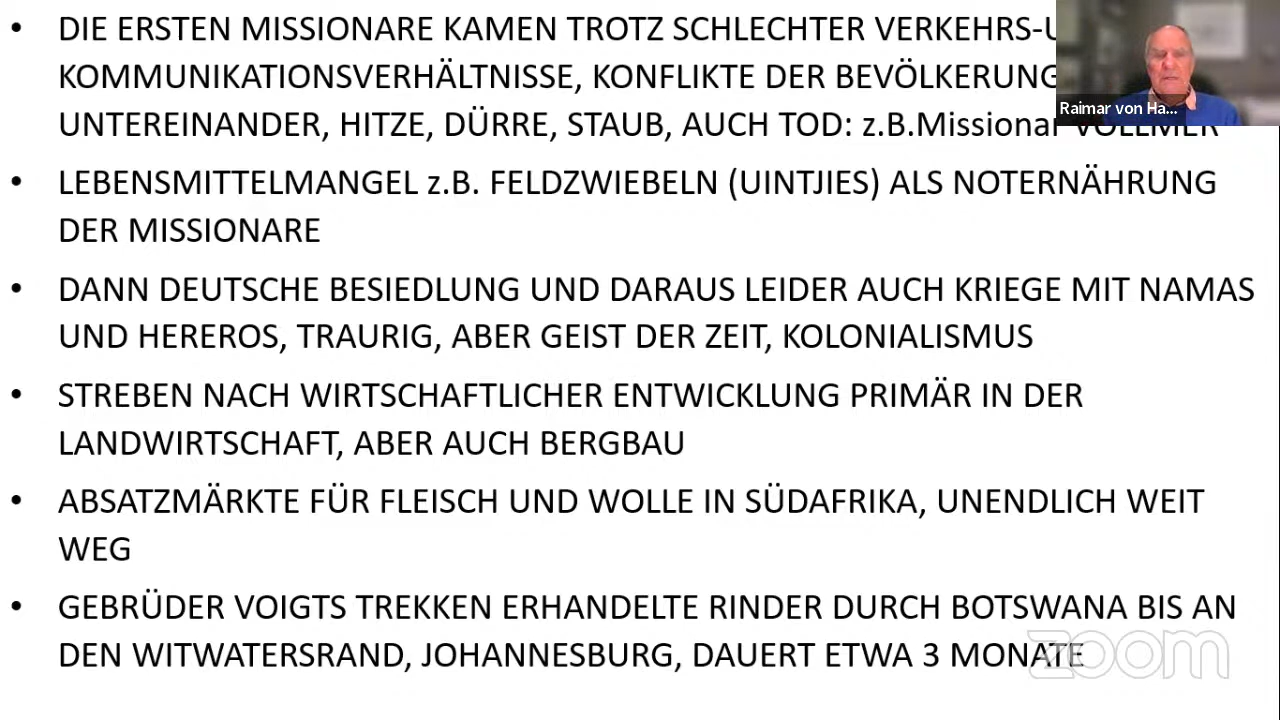 • DIE ERSTEN MISSIONARE KAMEN TROTZ SCHLECHTER VERKEHRS-
KOMMUNIKATIONSVERHÄLTNISSE, KONFLIKTE DER BEVÖLKERUNG
UNTEREINANDER, HITZE, DÜRRE, STAUB, AUCH TOD: z.B.Missionar VOLLMER
• LEBENSMITTELMANGEL z.B. FELDZWIEBELN (UINTJIES) ALS NOTERNÄHRUNG
DER MISSIONARE
• DANN DEUTSCHE BESIEDLUNG UND DARAUS LEIDER AUCH KRIEGE MIT NAMAS
UND HEREROS, TRAURIG, ABER GEIST DER ZEIT, KOLONIALISMUS
• STREBEN NACH WIRTSCHAFTLICHER ENTWICKLUNG PRIMÄR IN DER
LANDWIRTSCHAFT, ABER AUCH BERGBAU
• ABSATZMÄRKTE FÜR FLEISCH UND WOLLE IN SÜDAFRIKA, UNENDLICH WEIT
WEG
• GEBRÜDER VOIGTS TREKKEN ERHANDELTE RINDER DURCH BOTSWANA BIS AN
DEN WITWATERSRAND, JOHANNESBURG, DAUERT ETWA 3 MONATE
Raimar von Ha...
zoom